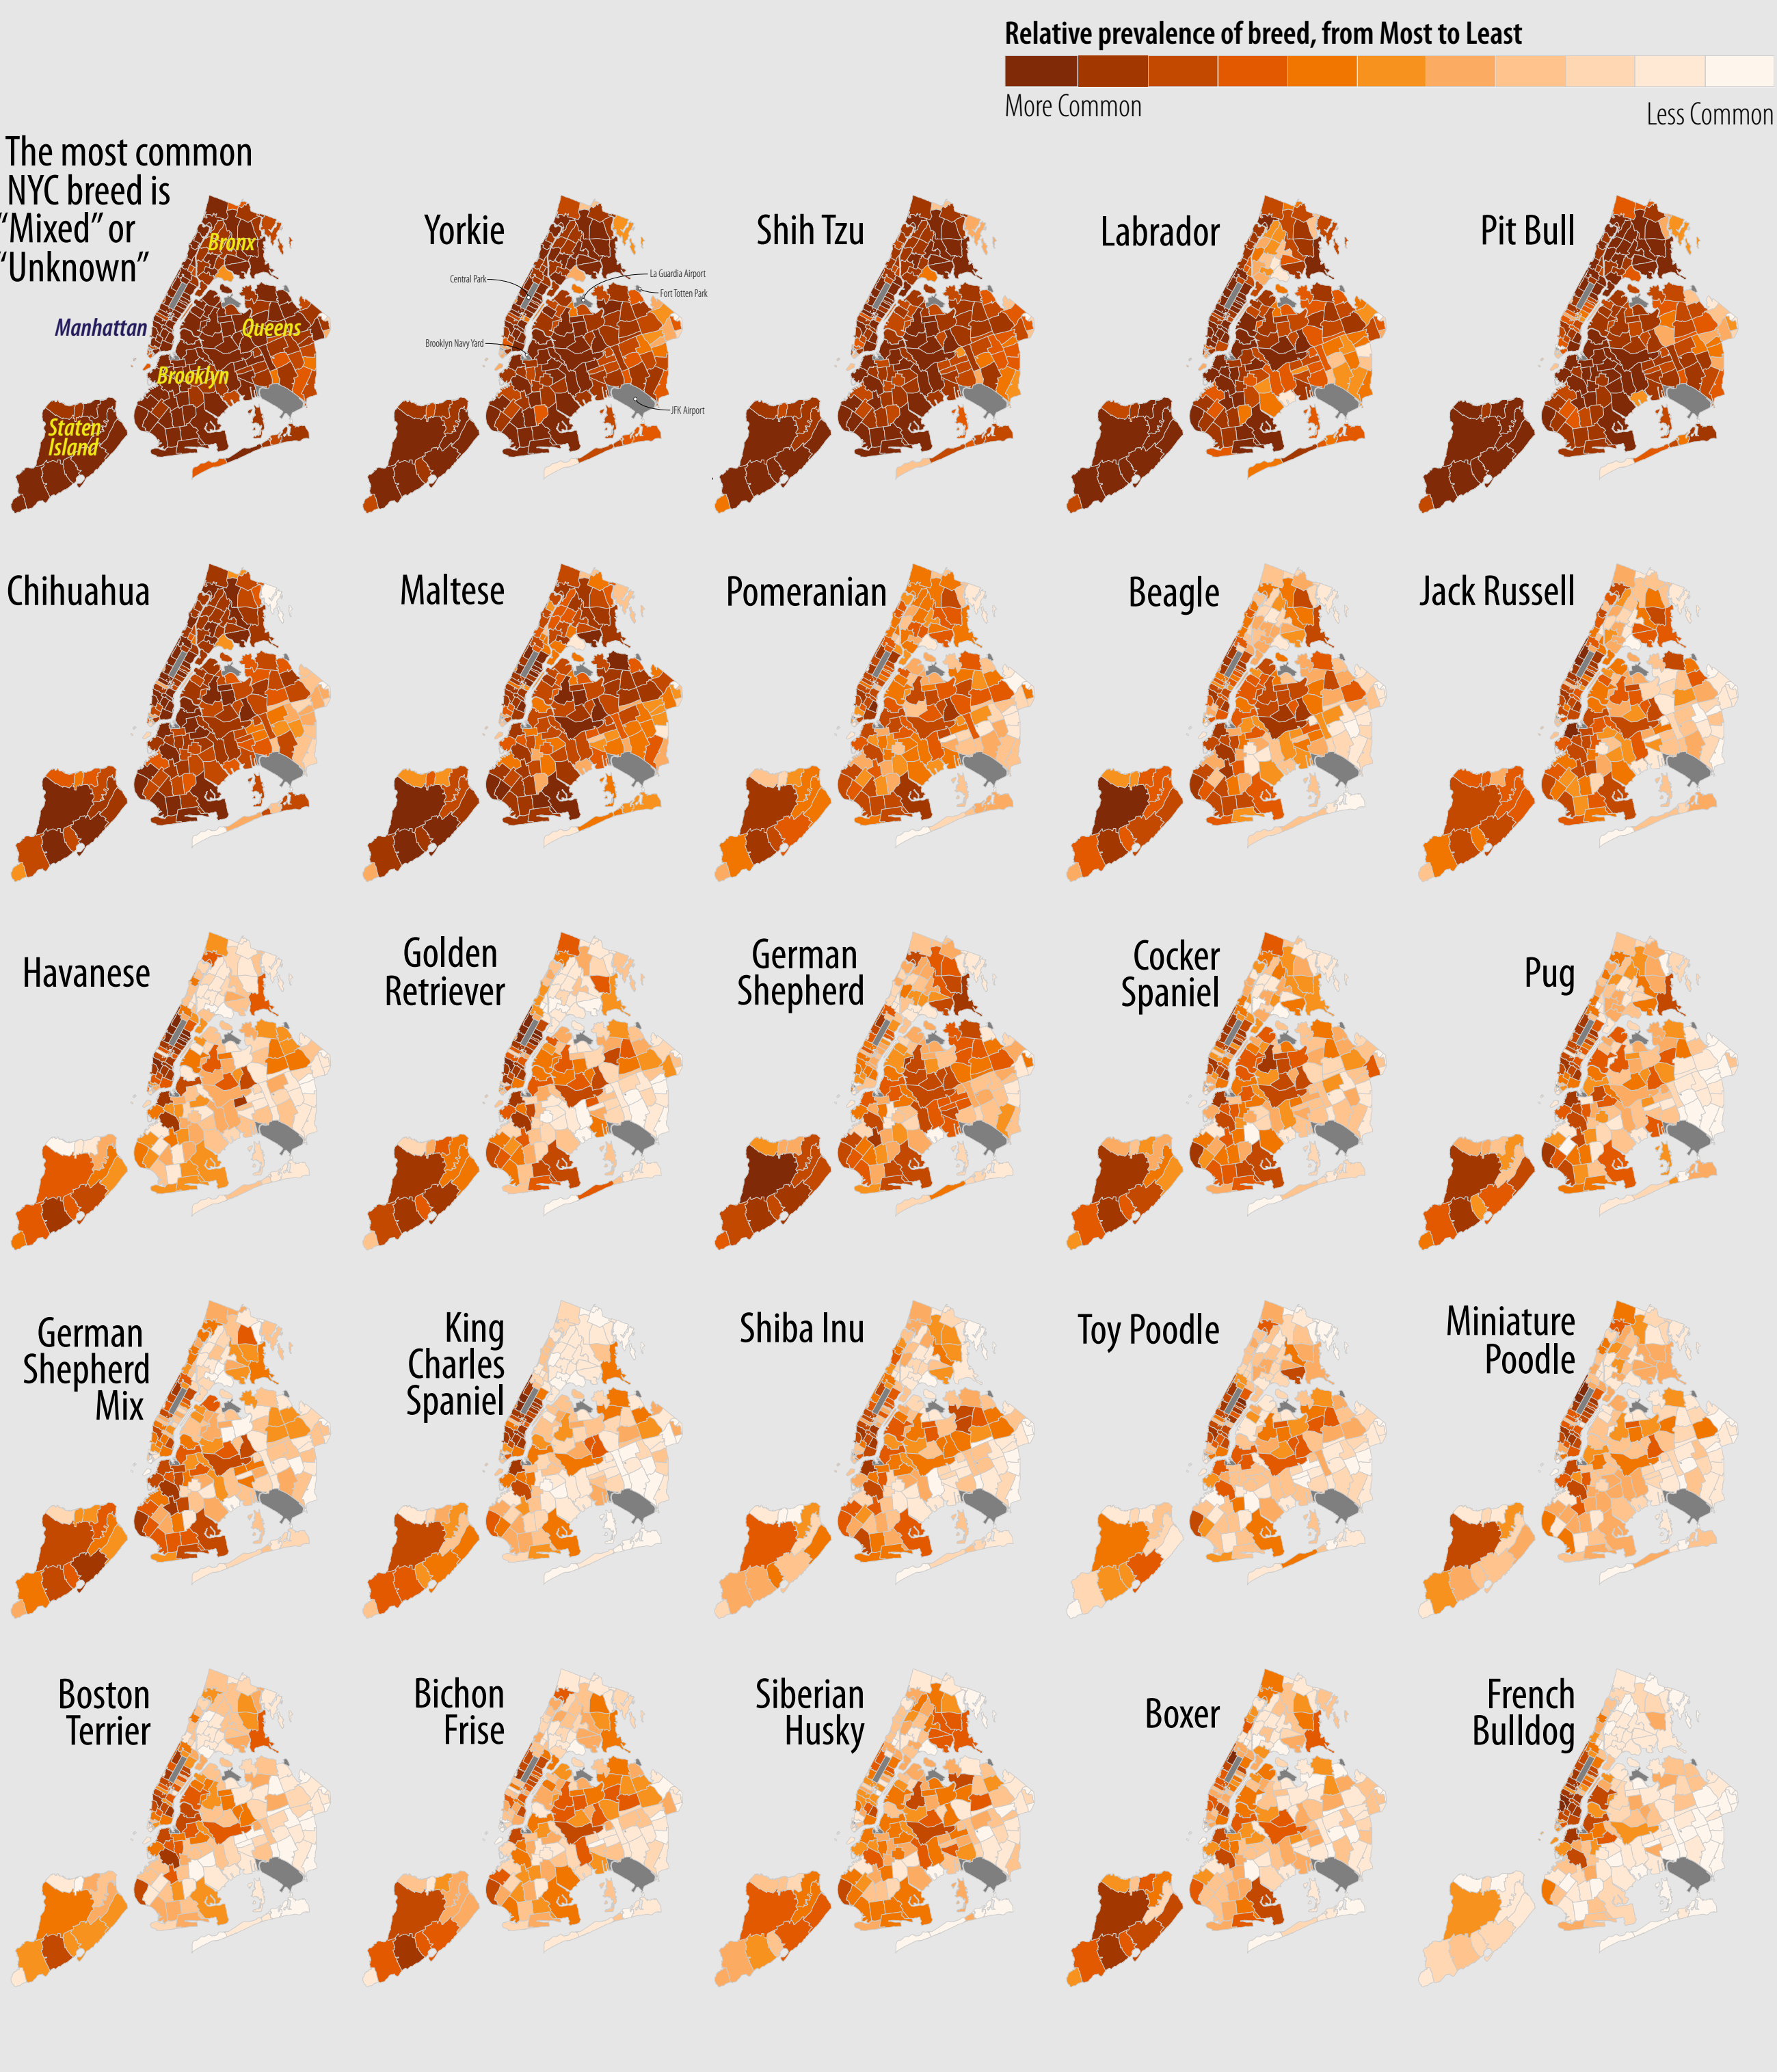 Relative prevalence of breed, from Most to Least
More Common
Less Common
The most common
NYC breed is
“Mixed” or
“Unknown”
Bronx
Manhattan
Queens
Brooklyn
Staten
Island
Yorkie
Central Park
La Guardia Airport
Fort Totten Park
Brooklyn Navy Yard
JFK Airport
Shih Tzu
Labrador
Pit Bull
Chihuahua
Maltese
Pomeranian
Beagle
Jack Russell
Havanese
Golden
Retriever
German
Shepherd
Cocker
Spaniel
Pug
German
Shepherd
Mix
King
Charles
Spaniel
Shiba Inu
Toy Poodle
Miniature
Poodle
Boston
Terrier
Bichon
Frise
Siberian
Husky
Boxer
French
Bulldog